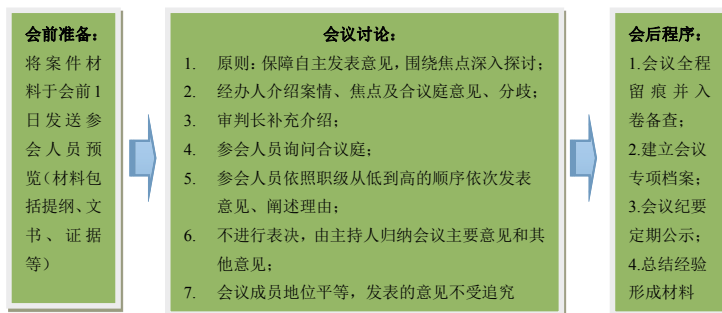 会前准备：
将案件材
料于会前1
日发送参
会人员预
览（材料包
括提纲、文
书、证据
等）
会议讨论：
1. 原则：保障自主发表意见，围绕焦点深入探讨；
2. 经办人介绍案情、焦点及合议庭意见、分歧；
3. 审判长补充介绍；
4. 参会人员询问合议庭；
5. 参会人员依照职级从低到高的顺序依次发表
意见、阐述理由；
6. 不进行表决，由主持人归纳会议主要意见和其
他意见；
7. 会议成员地位平等，发表的意见不受追究
会后程序：
1.会议全程
留痕并入
卷备查；
2.建立会议
专项档案；
3.会议纪要
定期公示；
4.总结经验
形成材料